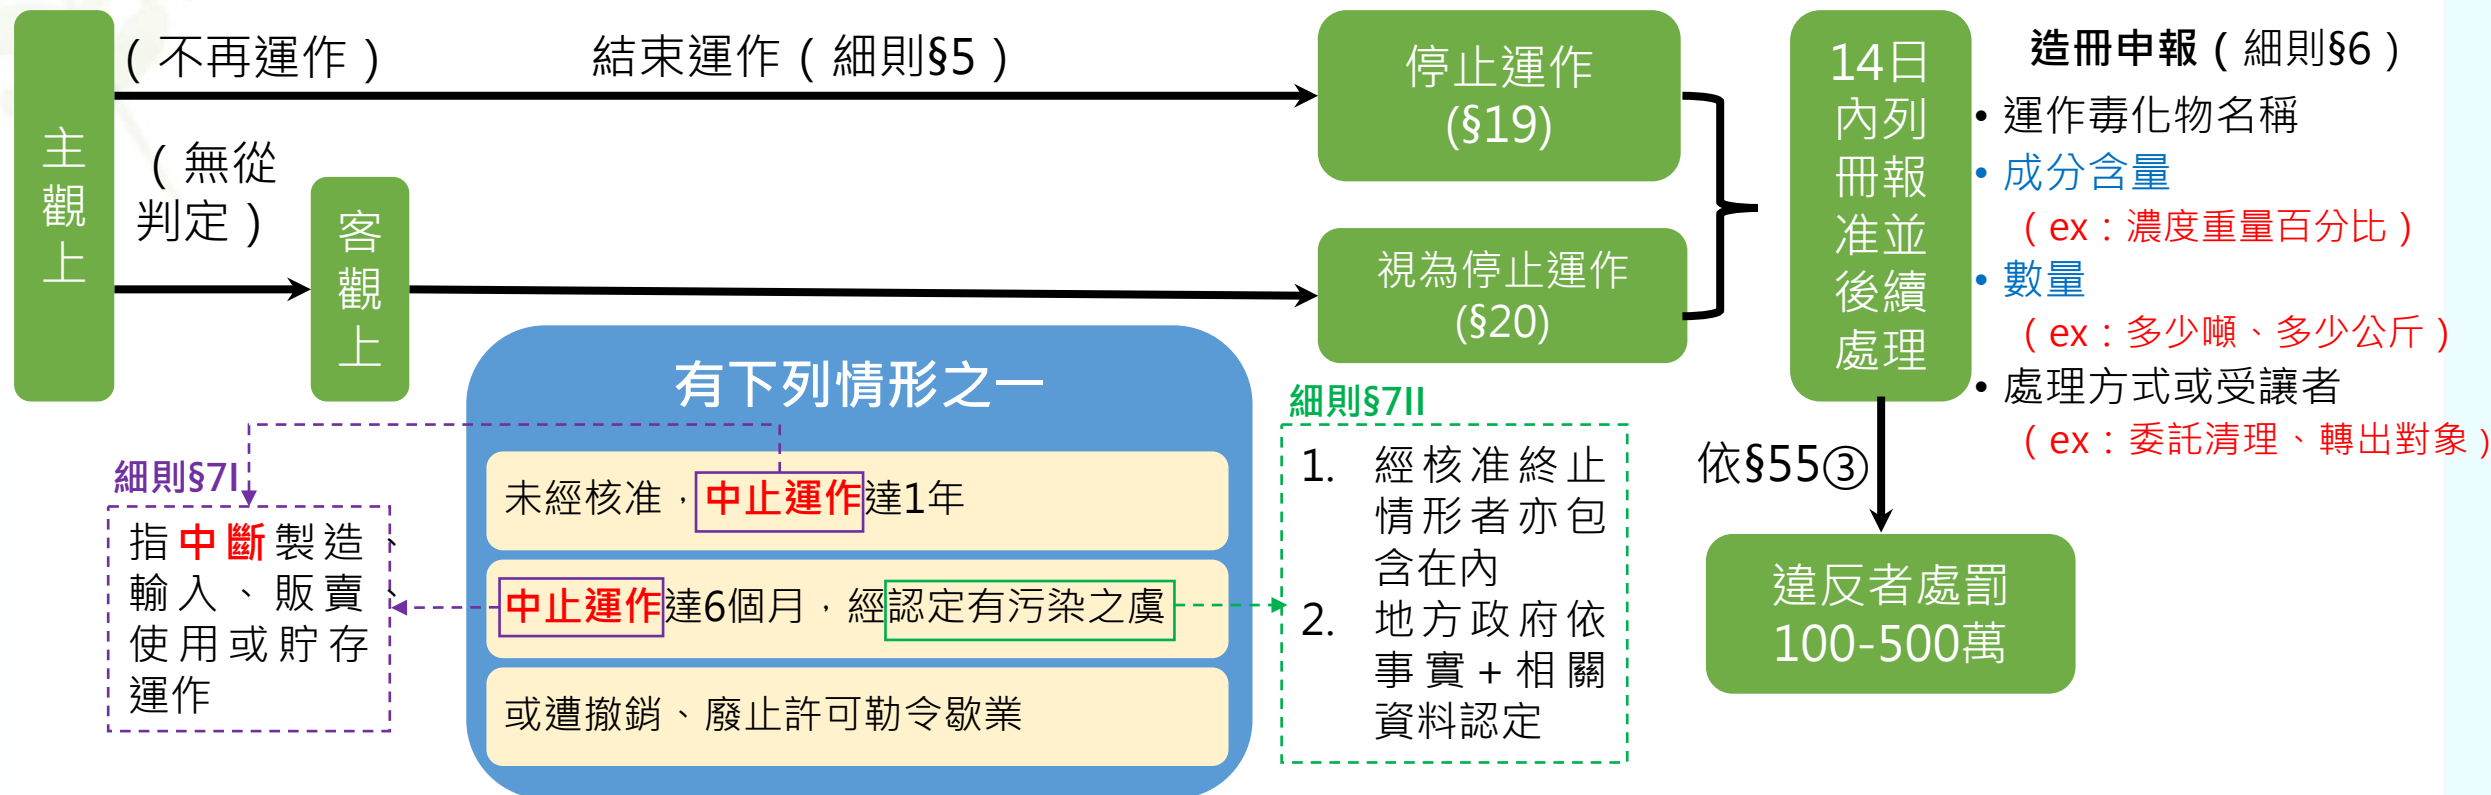 主
觀
上
(不再運作)
結束運作(細則§5)
(無從
判定)
客
觀
上
停止運作
(§19)
視為停止運作
(§20)
14日
內列
冊報
准並
後續
處理
造冊申報(細則§6)
• 運作毒化物名稱
• 成分含量
(ex:濃度重量百分比)
• 數量
(ex:多少噸、多少公斤)
• 處理方式或受讓者
(ex:委託清理、轉出對象)
有下列情形之一
未經核准,中止運作達1年
中止運作達6個月,經認定有污染之虞
或遭撤銷、廢止許可勒令歇業
細則§7I
指中斷製造、
輸入、販賣、
使用或貯存
運作
細則§7II
1. 經核准終止
情形者亦包
含在內
2. 地方政府依
事實+相關
資料認定
依§55③
違反者處罰
100-500萬